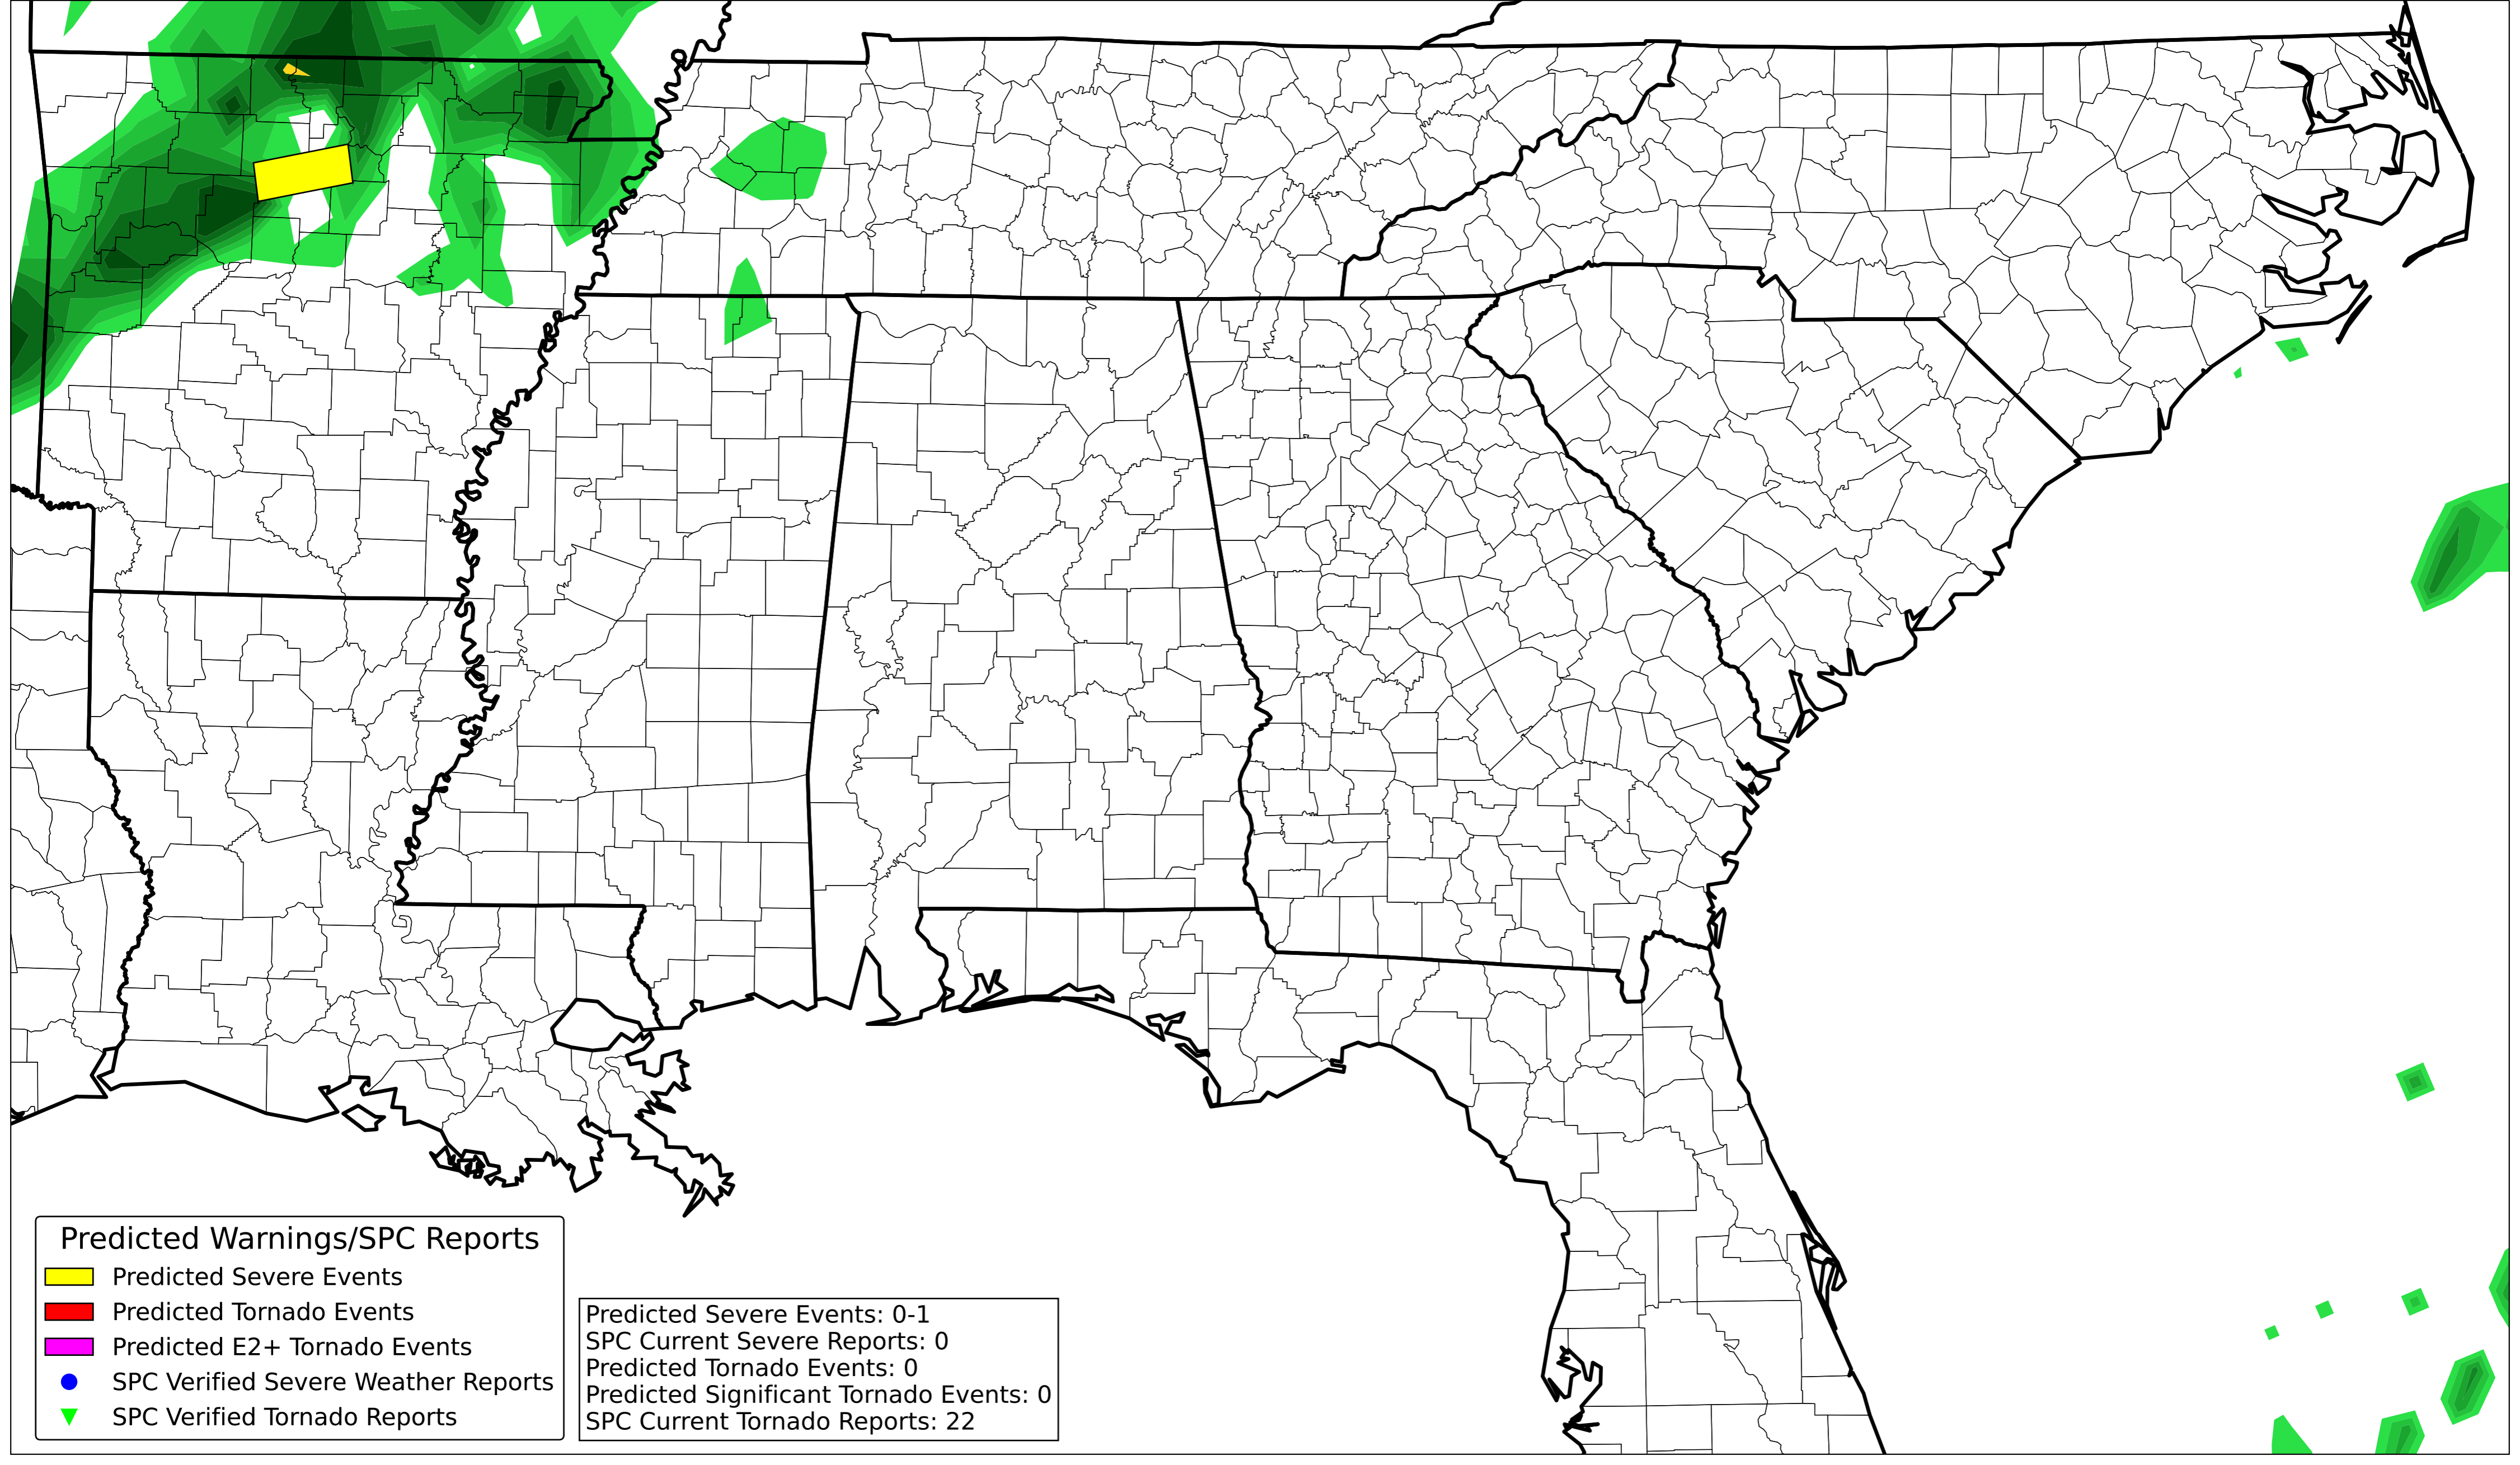 Predicted Warnings/SPC Reports
Predicted Severe Events
Predicted Tornado Events
Predicted E2+ Tornado Events
SPC Verified Severe Weather Reports
SPC Verified Tornado Reports
Predicted Severe Events: 0-1
SPC Current Severe Reports: 0
Predicted Tornado Events: 0
Predicted Significant Tornado Events: 0
SPC Current Tornado Reports: 22